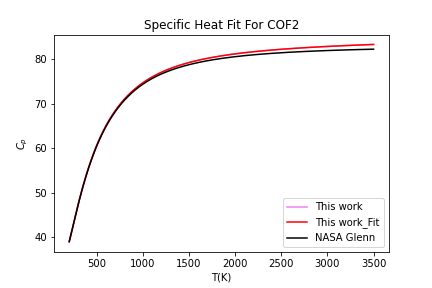 Specific Heat Fit For COF2
80
70
60
50
40
C_p
500 1000 1500 2000 2500 3000 3500
T(K)
This work
This work_Fit
NASA Glenn